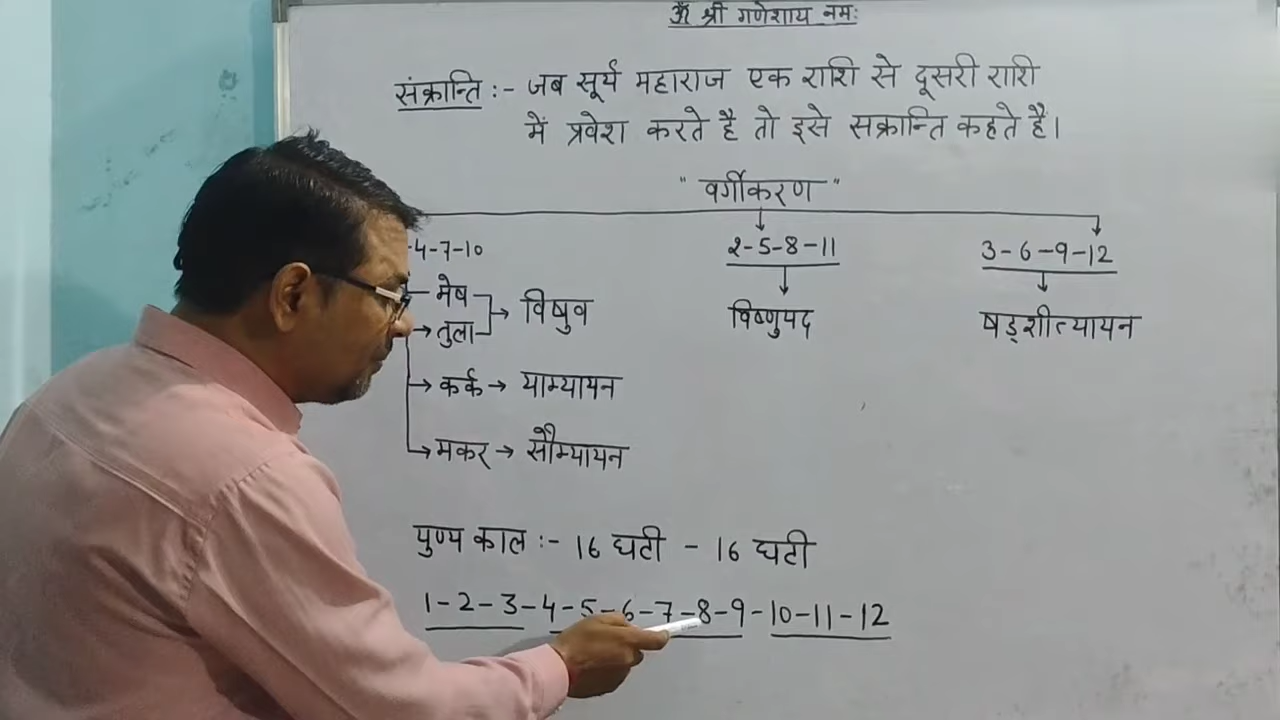 ॐ श्री गणेशाय नमः
संक्रान्ति :- जब सूर्य महाराज एक राशि से दूसरी राशि
में प्रवेश करते है तो इसे सक्रान्ति कहते है।
" वर्गीकरण "
-4-7-10
2-5-8-11
3-6-9-12
मेष
तुला
→ विषुव
विष्णुपद
षड्शीत्यायन
→ कर्क → याम्यायन
→ मकर → सौम्यायन
पुण्य काल :- 16 घटी - 16 घटी
1-2-3-4-5-6-7-8-9-10-11-12